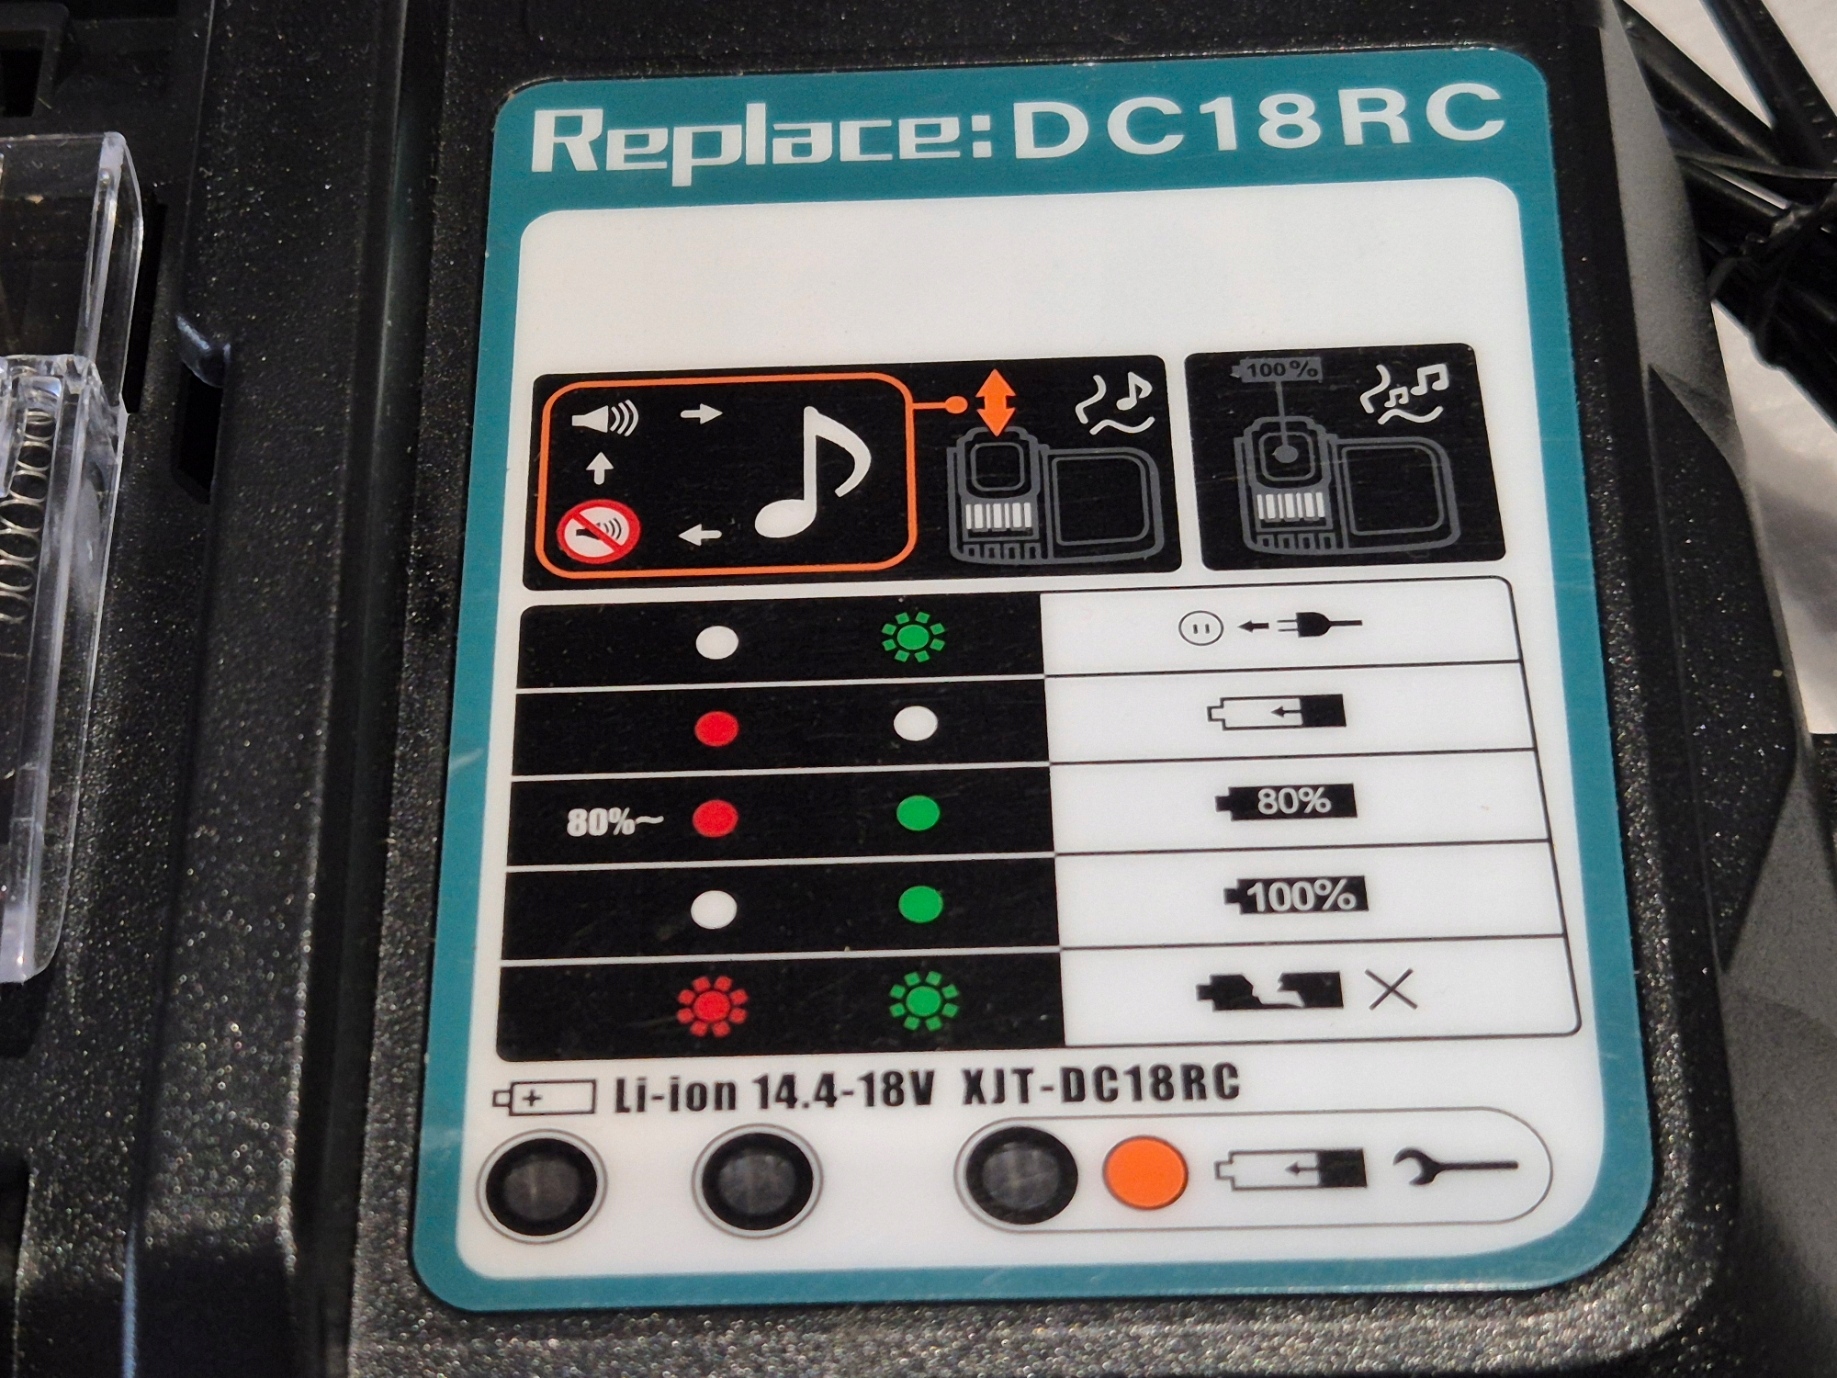 Replace:DC18RC
100%
80%~
80%
100%
Li-ion 14.4-18V XJT-DC18RC